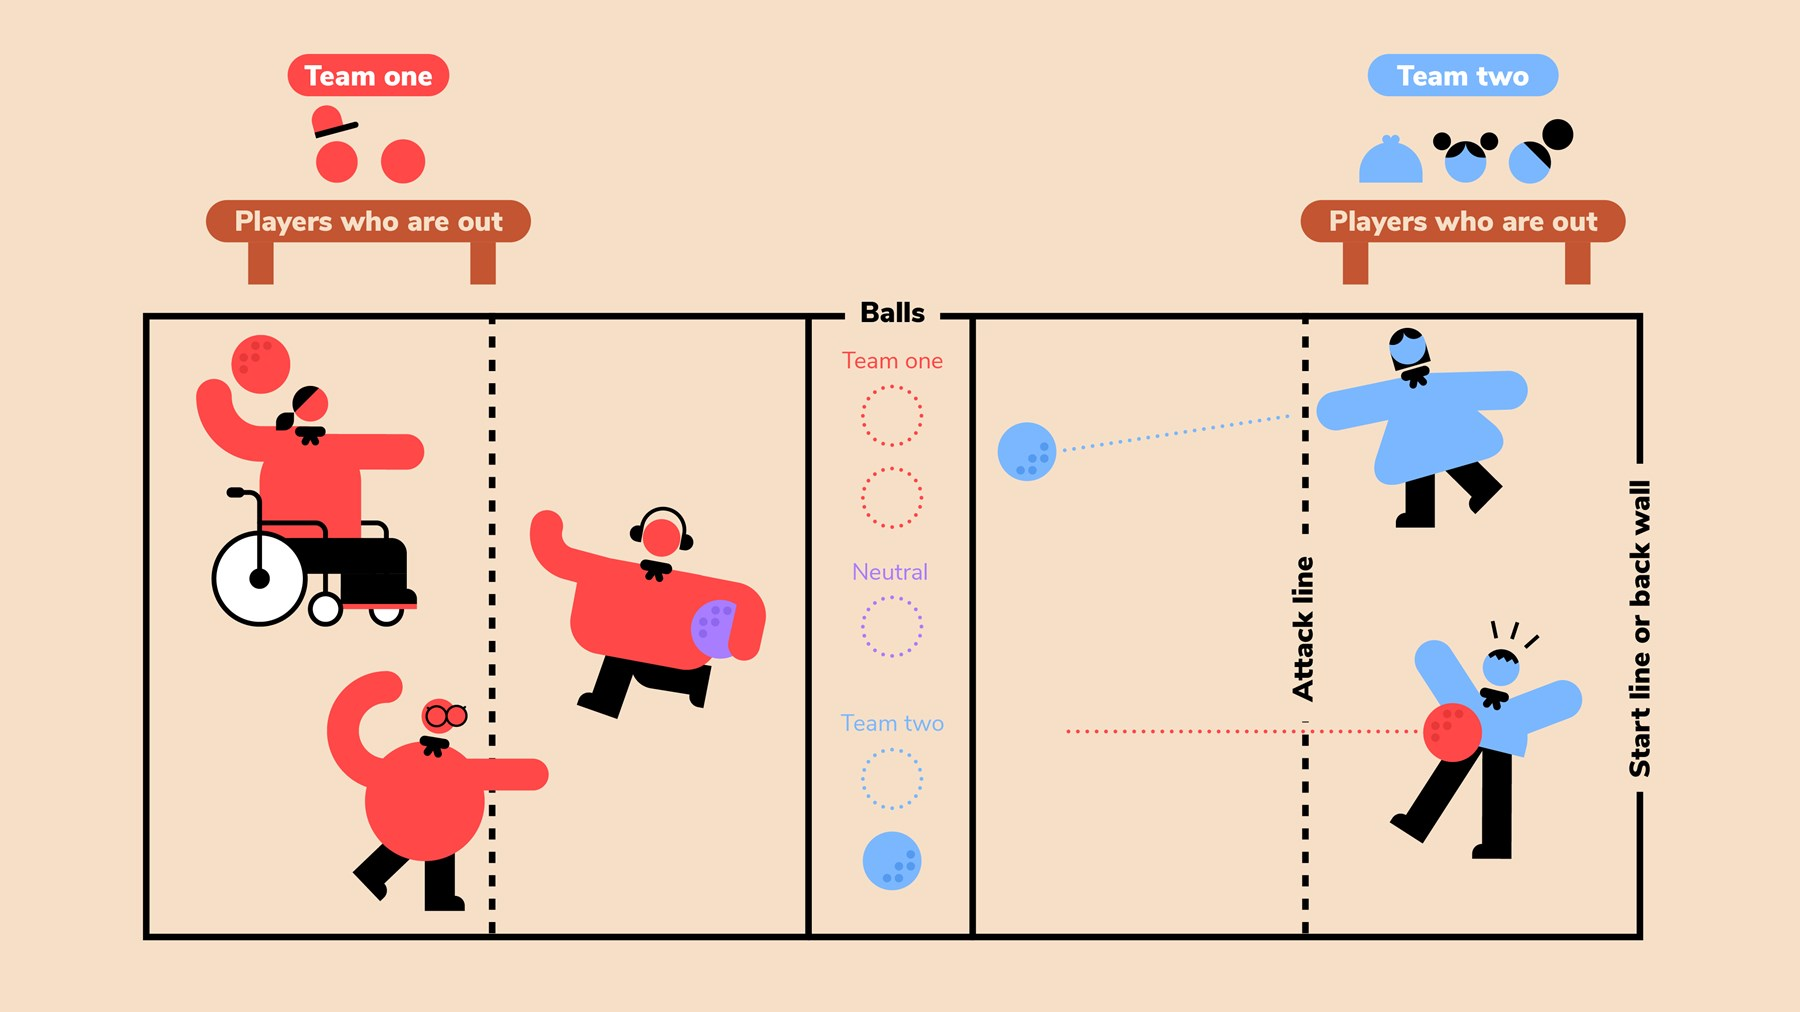 Team one
Team two
Players who are out
Players who are out
Balls
Team one
Neutral
Team two
Attack line
Start line or back wall